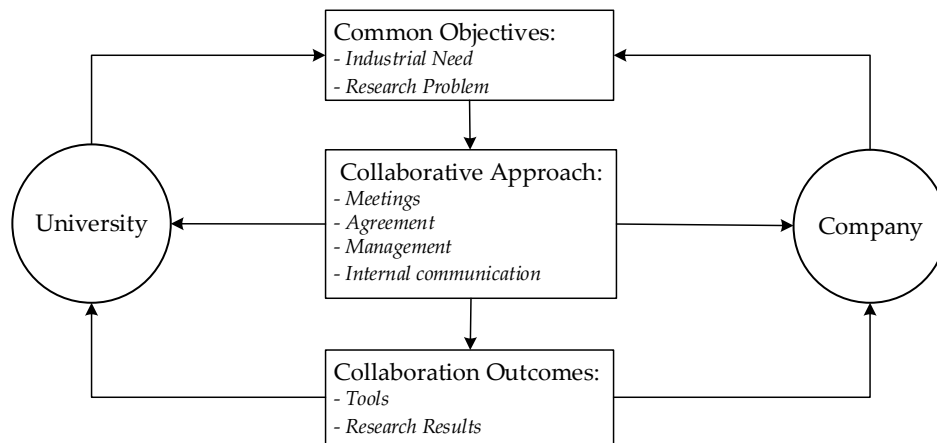 Common Objectives:
- Industrial Need
- Research Problem
Collaborative Approach:
- Meetings
- Agreement
- Management
- Internal communication
University
Company
Collaboration Outcomes:
- Tools
- Research Results